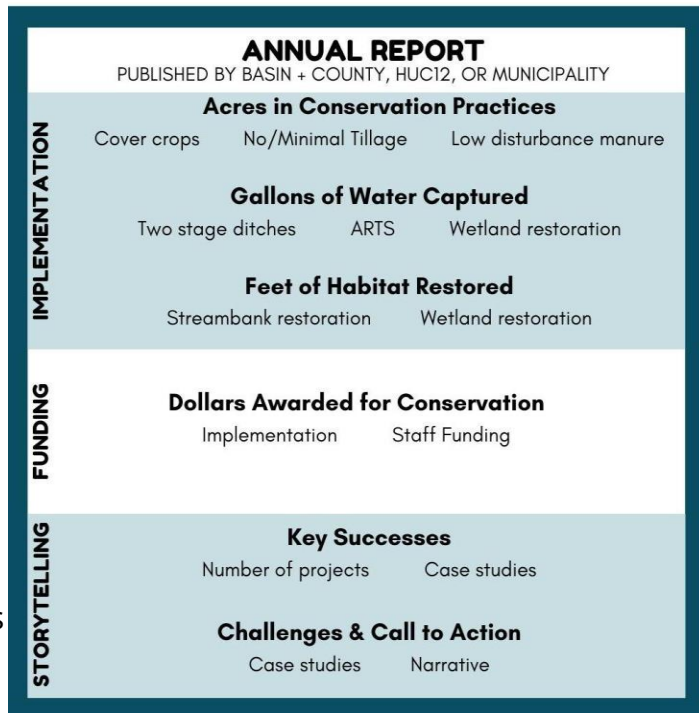 ANNUAL REPORT
PUBLISHED BY BASIN + COUNTY, HUC12, OR MUNICIPALITY
IMPLEMENTATION
Acres in Conservation Practices
Cover crops No/Minimal Tillage Low disturbance manure
Gallons of Water Captured
Two stage ditches ARTS Wetland restoration
Feet of Habitat Restored
Streambank restoration Wetland restoration
FUNDING
Dollars Awarded for Conservation
Implementation Staff Funding
STORYTELLING
Key Successes
Number of projects Case studies
Challenges & Call to Action
Case studies Narrative